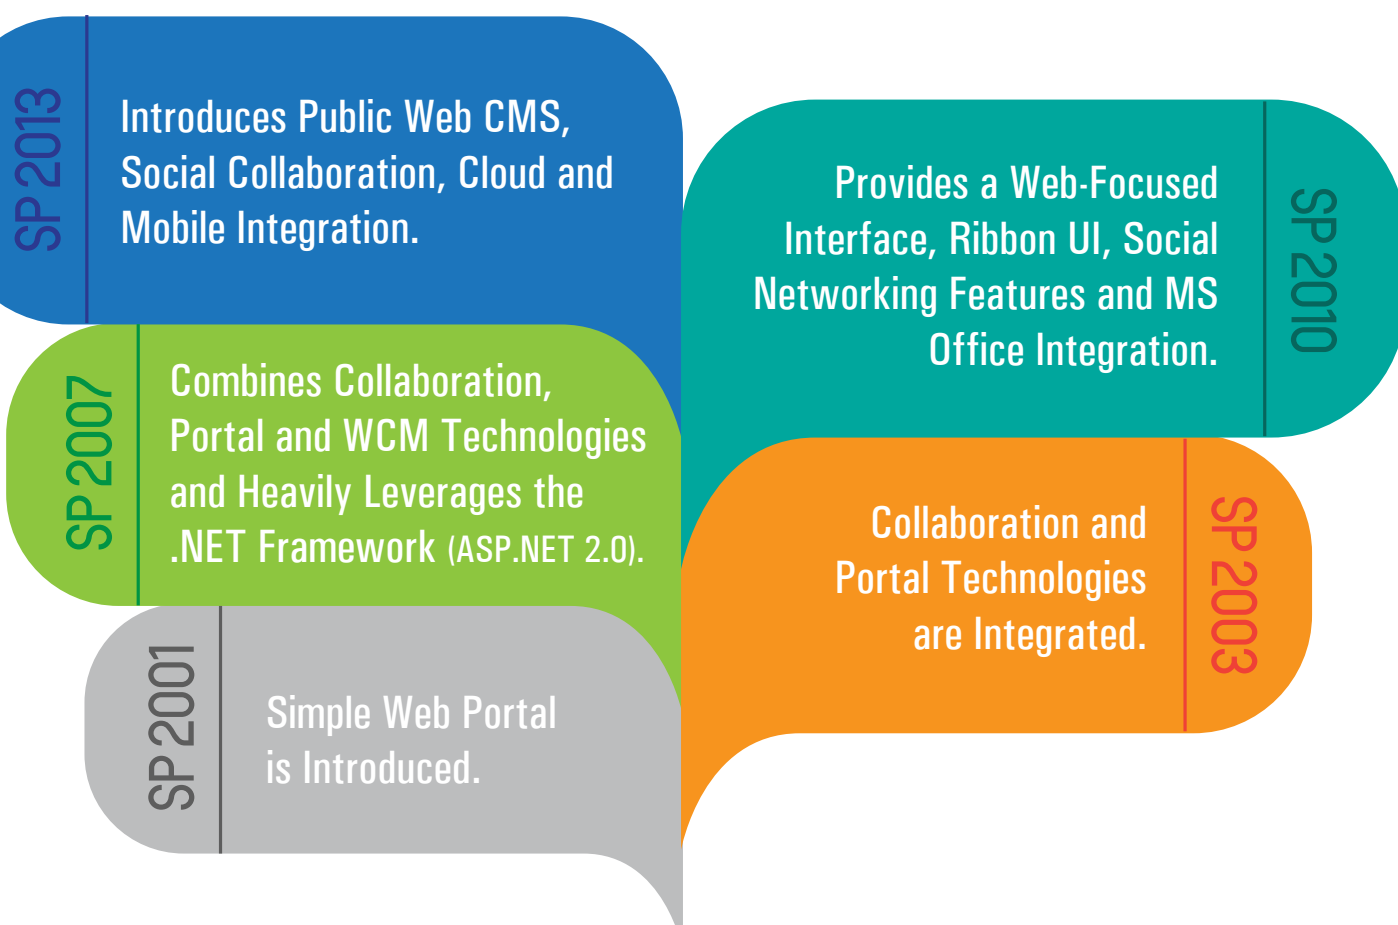 SP 2013
Introduces Public Web CMS,
Social Collaboration, Cloud and
Mobile Integration.
Provides a Web-Focused
Interface, Ribbon UI, Social
Networking Features and MS
Office Integration.
SP 2010
SP 2007
Combines Collaboration,
Portal and WCM Technologies
and Heavily Leverages the
.NET Framework (ASP.NET 2.0).
Collaboration and
Portal Technologies
are Integrated.
SP 2003
SP 2001
Simple Web Portal
is Introduced.